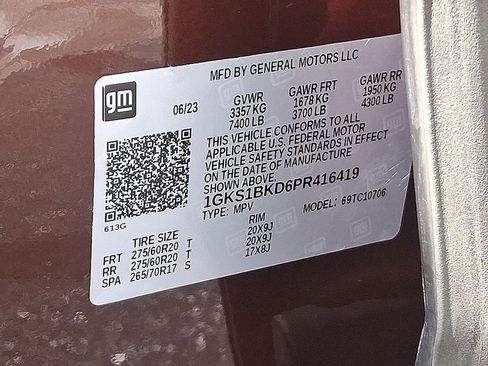 gm
MFD BY GENERAL MOTORS LLC
06/23
GVWR GAWR FRT GAWR RR
3357 KG 1678 KG 1950 KG
7400 LB 3700 LB 4300 LB
THIS VEHICLE CONFORMS TO ALL
APPLICABLE U.S. FEDERAL MOTOR
VEHICLE SAFETY STANDARDS IN EFFECT
ON THE DATE OF MANUFACTURE
SHOWN ABOVE.
1GKS1BKD6PR416419
TYPE: MPV MODEL: 69TC10706
613G
TIRE SIZE RIM
FRT 275/60R20 T 20X9J
RR 275/60R20 T 20X9J
SPA 265/70R17 S 17X8J